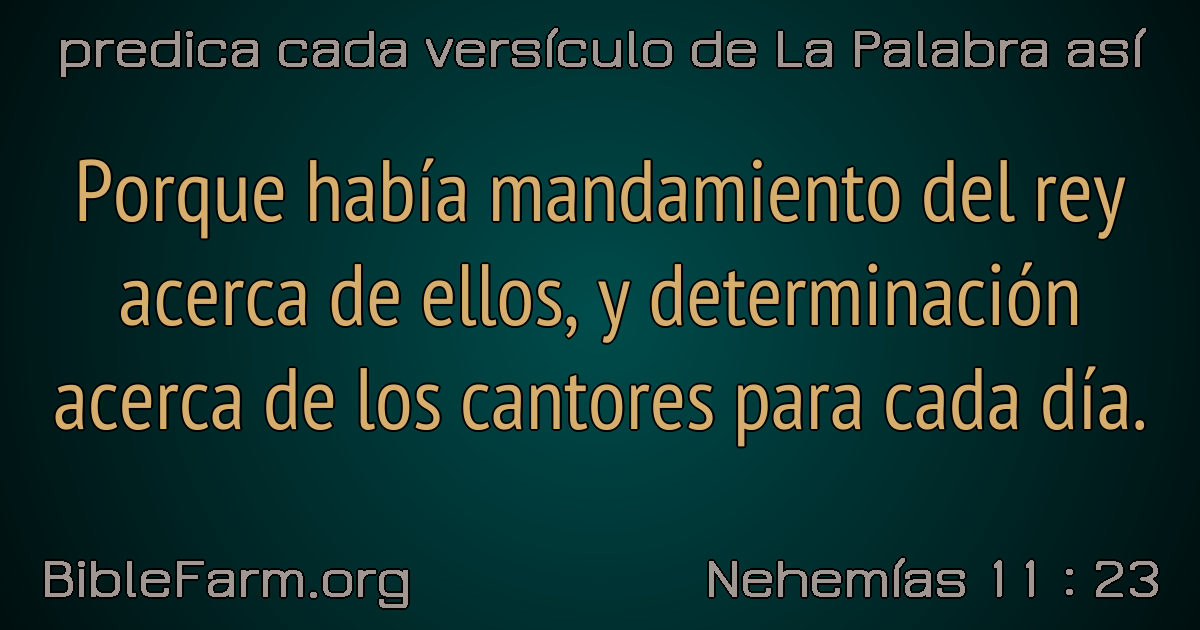 predica cada versículo de La Palabra así
Porque había mandamiento del rey
acerca de ellos, y determinación
acerca de los cantores para cada día.
BibleFarm.org
Nehemías 11 : 23